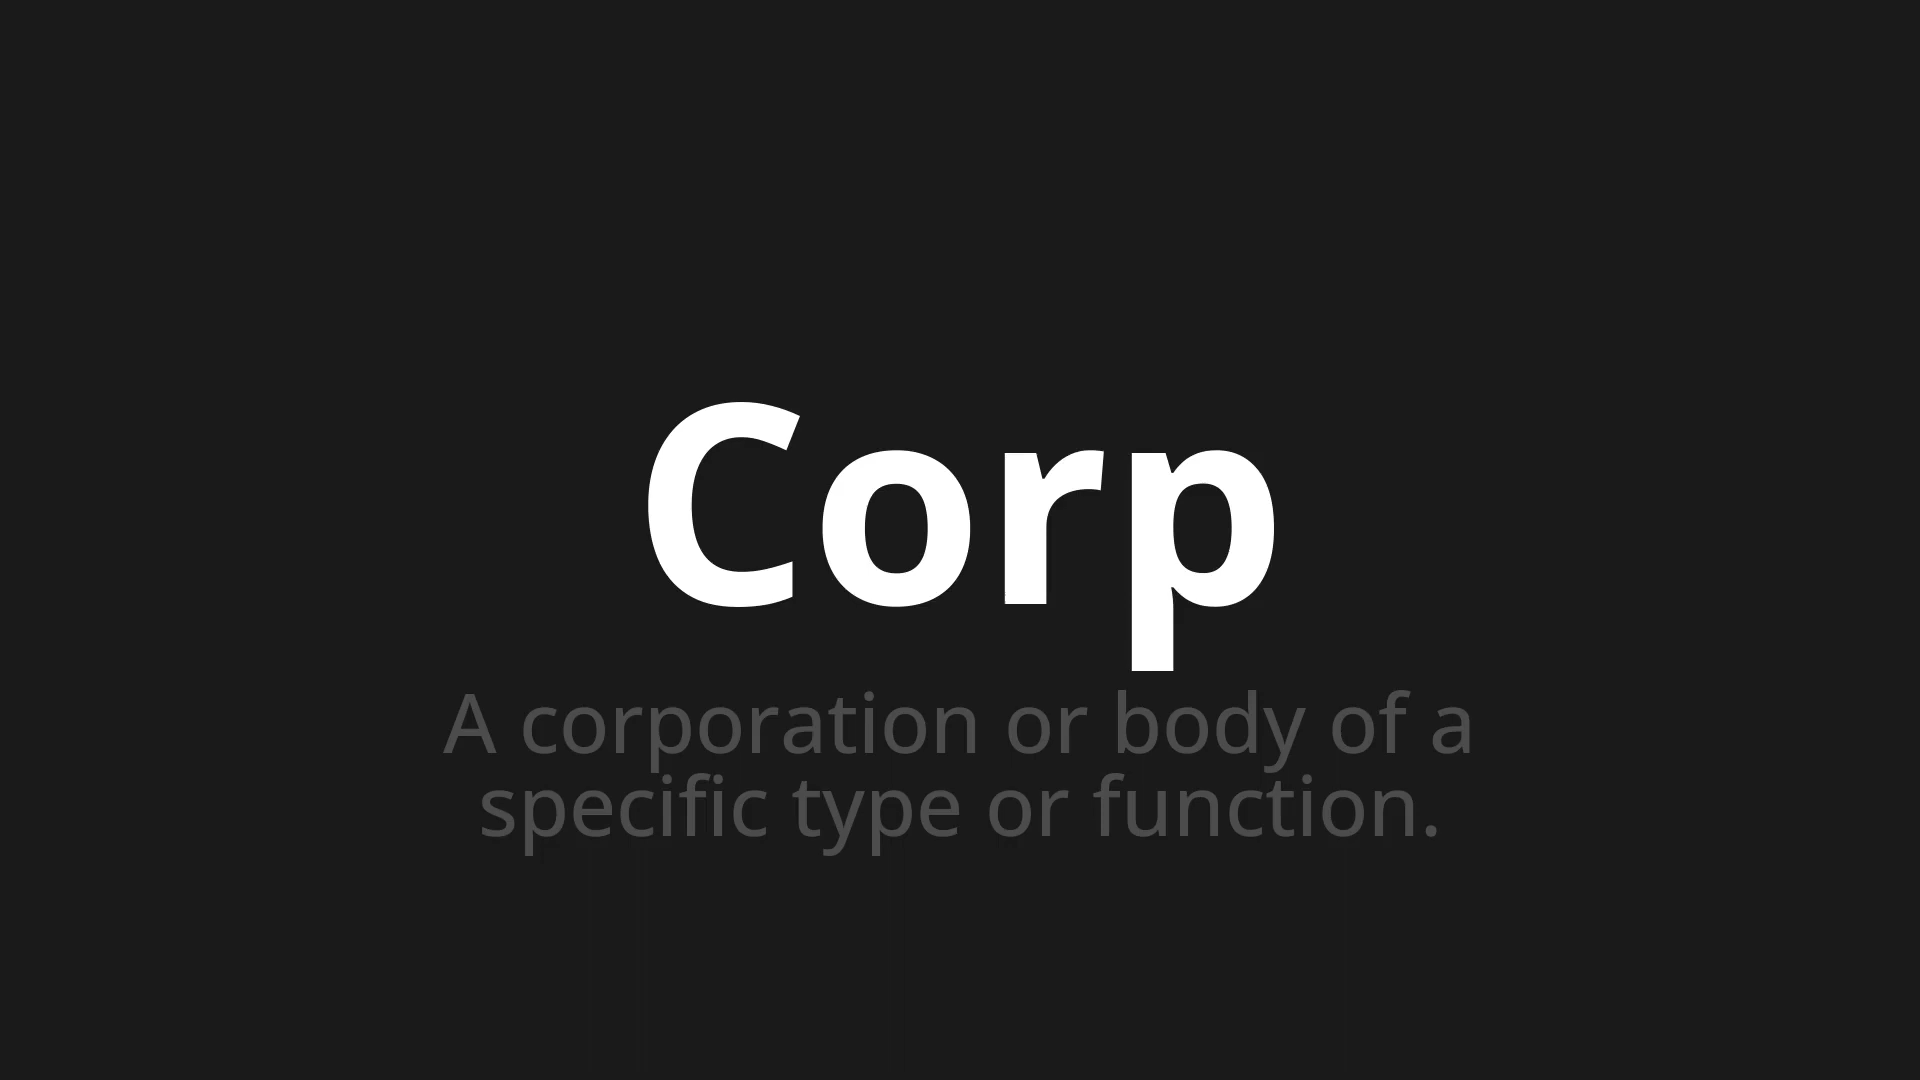 Corp
A corporation or body of a
specific type or function.